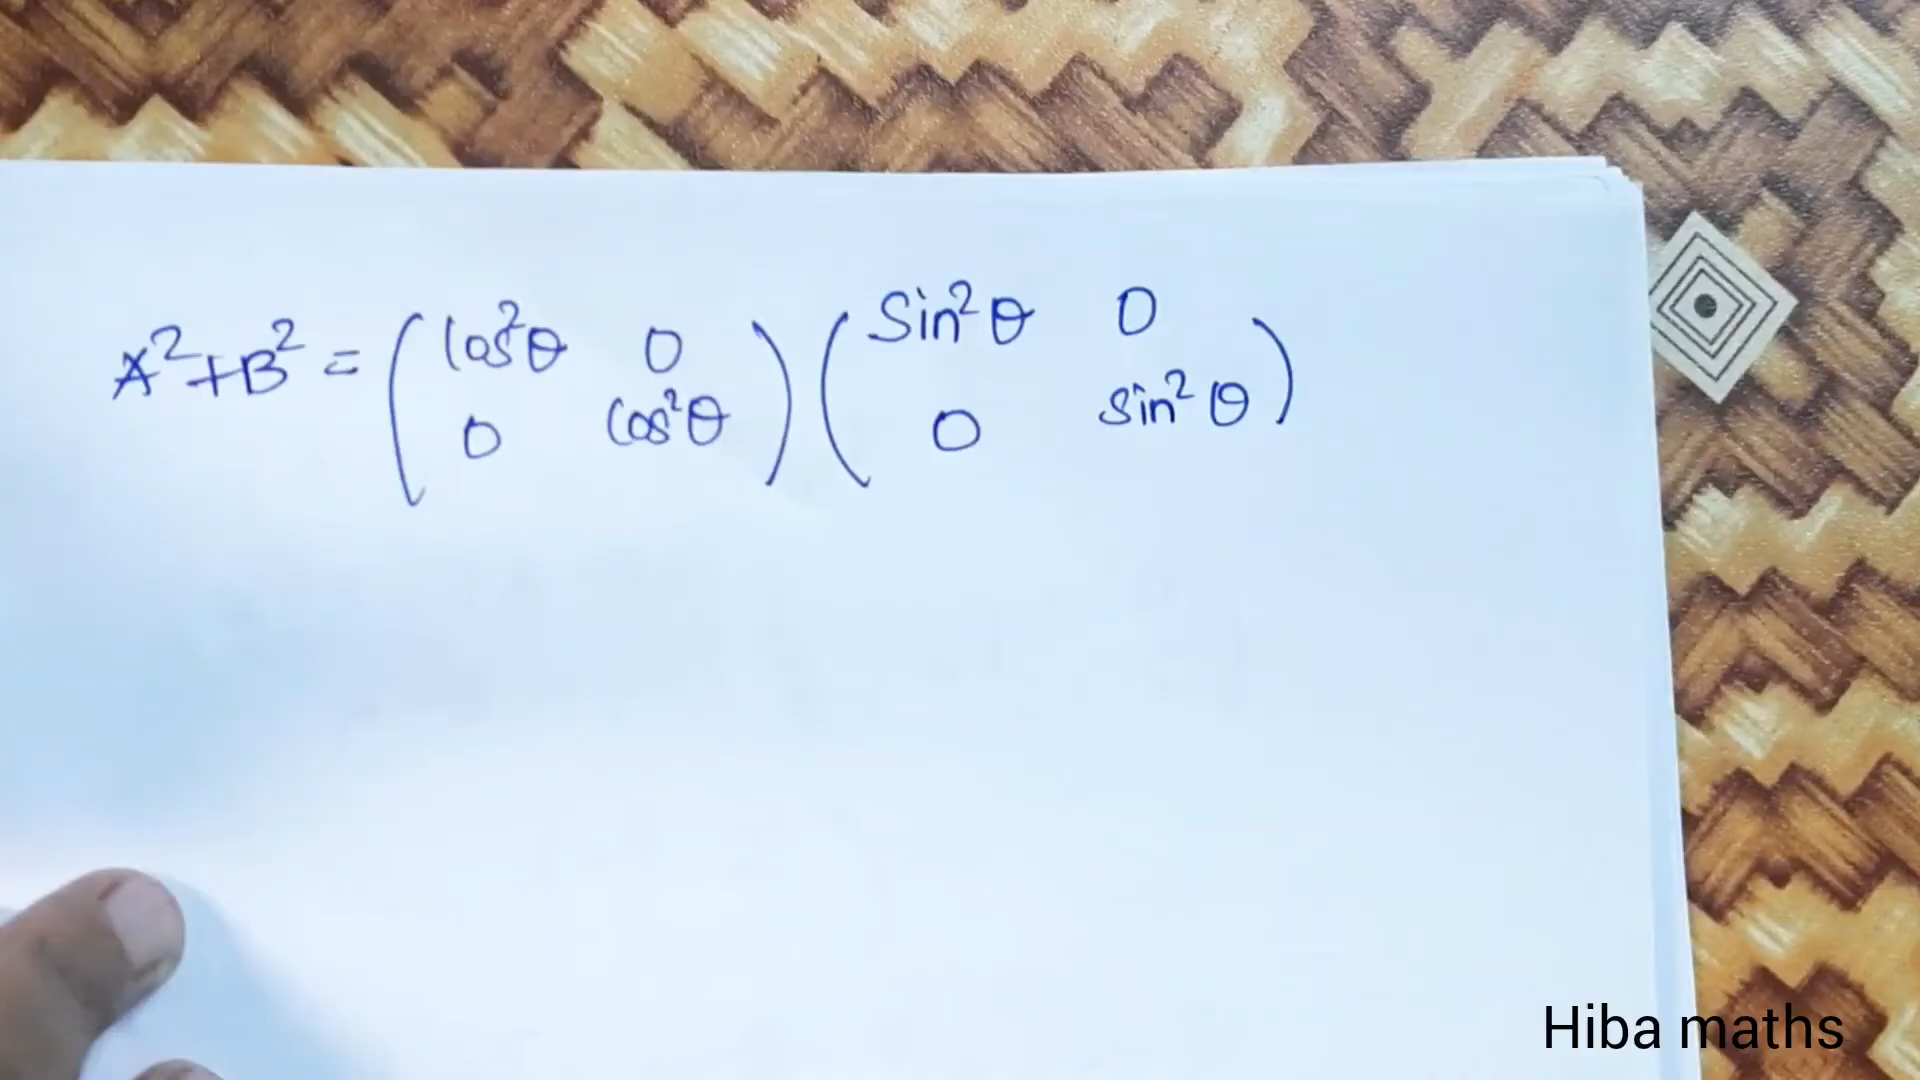 A²+B² = ( cos²θ 0 ) ( Sin²θ 0 )
0 cos²θ 0 sin²θ
Hiba maths